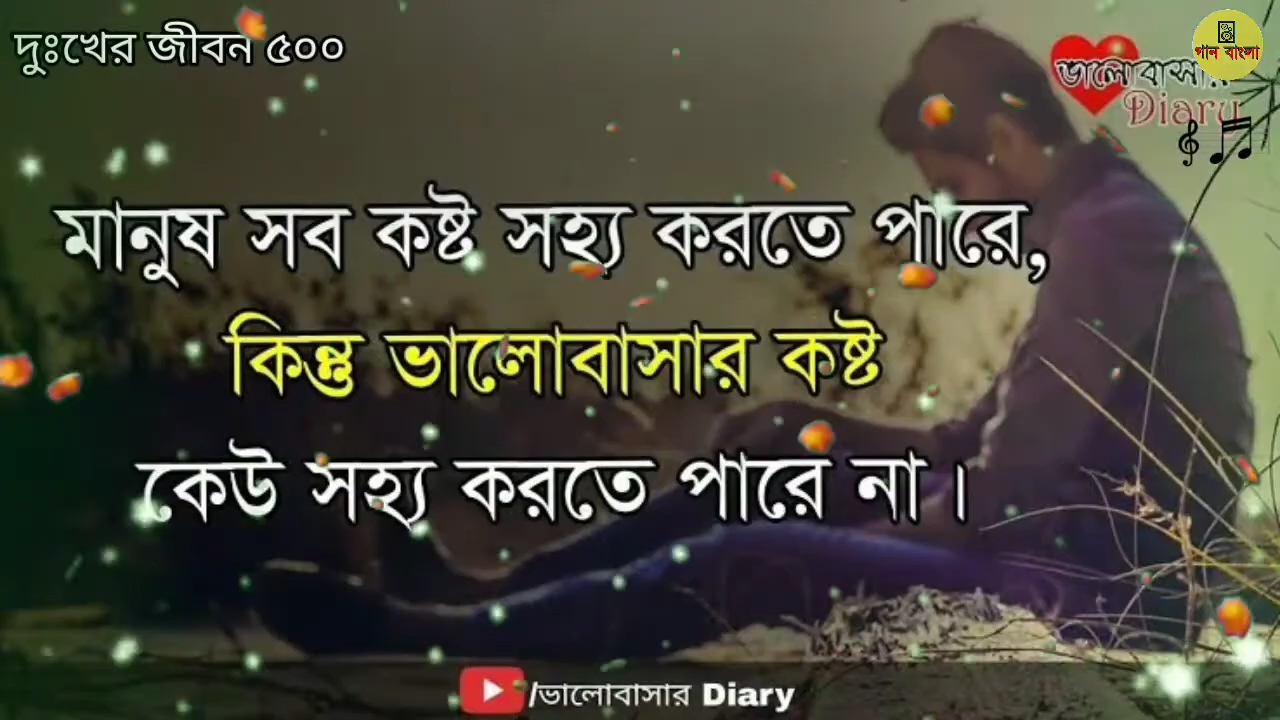 দুঃখের জীবন ৫০০
গান বাংলা
ভালোবাসার
Diary
মানুষ সব কষ্ট সহ্য করতে পারে,
কিন্তু ভালোবাসার কষ্ট
কেউ সহ্য করতে পারে না।
/ভালোবাসার Diary